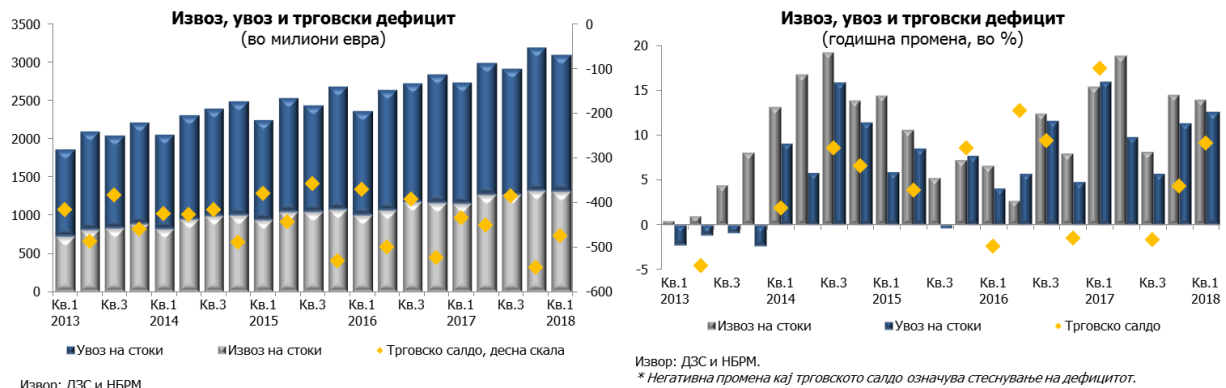 Извоз, увоз и трговски дефицит
(во милиони евра)
3500
3000
2500
2000
1500
1000
500
0
0
-100
-200
-300
-400
-500
-600
Кв.1 Кв.3 Кв.1 Кв.3 Кв.1 Кв.3 Кв.1 Кв.3 Кв.1 Кв.3 Кв.1
2013 2014 2015 2016 2017 2018
Увоз на стоки Извоз на стоки Трговско салдо, десна скала
Извор: ДЗС и НБРМ.
Извоз, увоз и трговски дефицит
(годишна промена, во %)
20
15
10
5
0
-5
Кв.1 Кв.3 Кв.1 Кв.3 Кв.1 Кв.3 Кв.1 Кв.3 Кв.1 Кв.3 Кв.1
2013 2014 2015 2016 2017 2018
Извоз на стоки Увоз на стоки Трговско салдо
Извор: ДЗС и НБРМ.
* Негативна промена кај трговското салдо означува стеснување на дефицитот.